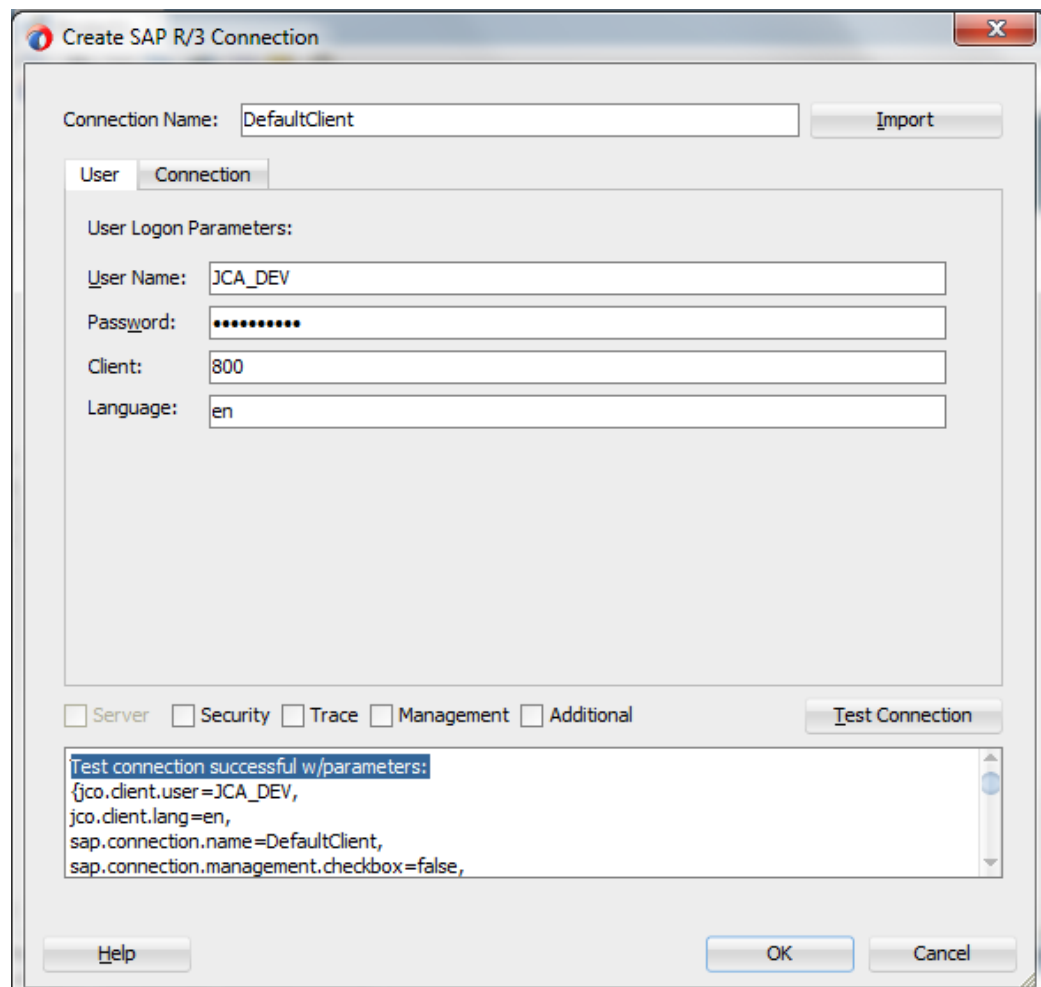 Create SAP R/3 Connection
Connection Name: DefaultClient Import
User Connection
User Logon Parameters:
User Name: JCA_DEV
Password: ••••••••••
Client: 800
Language: en
Server Security Trace Management Additional Test Connection
Test connection successful w/parameters:
{jco.client.user=JCA_DEV,
jco.client.lang=en,
sap.connection.name=DefaultClient,
sap.connection.management.checkbox=false,
Help OK Cancel